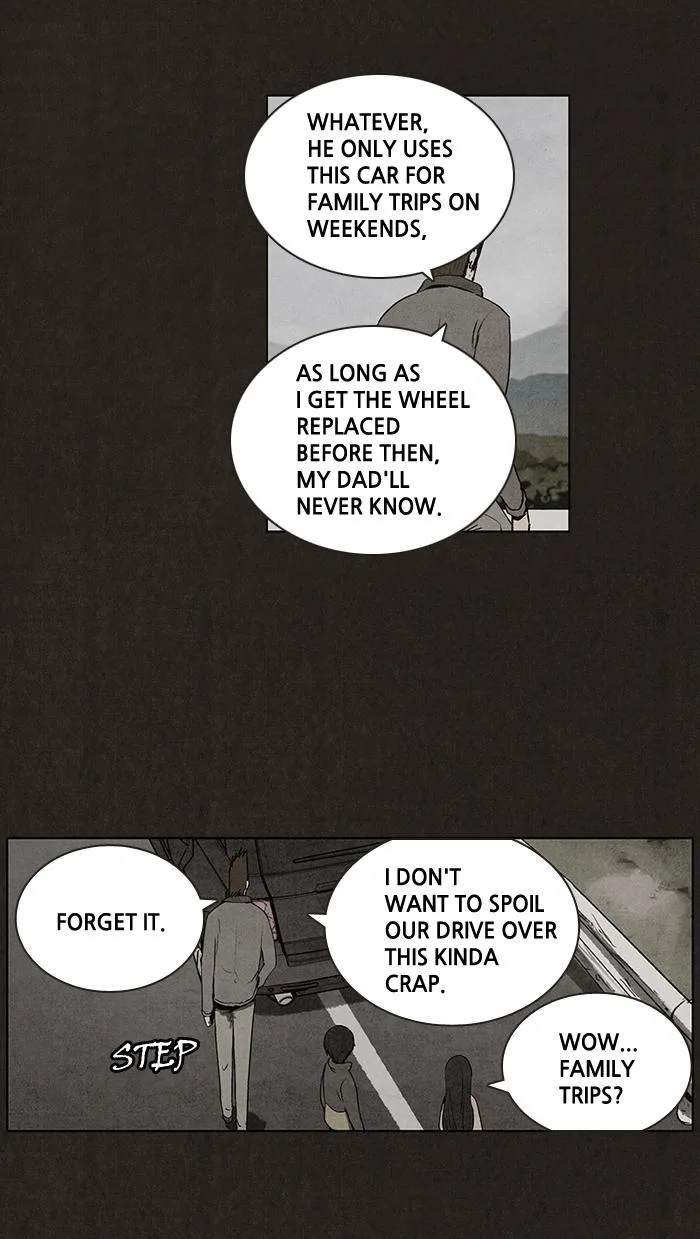 WHATEVER,
HE ONLY USES
THIS CAR FOR
FAMILY TRIPS ON
WEEKENDS,
AS LONG AS
I GET THE WHEEL
REPLACED
BEFORE THEN,
MY DAD'LL
NEVER KNOW.
FORGET IT.
I DON'T
WANT TO SPOIL
OUR DRIVE OVER
THIS KINDA
CRAP.
STEP
WOW...
FAMILY
TRIPS?